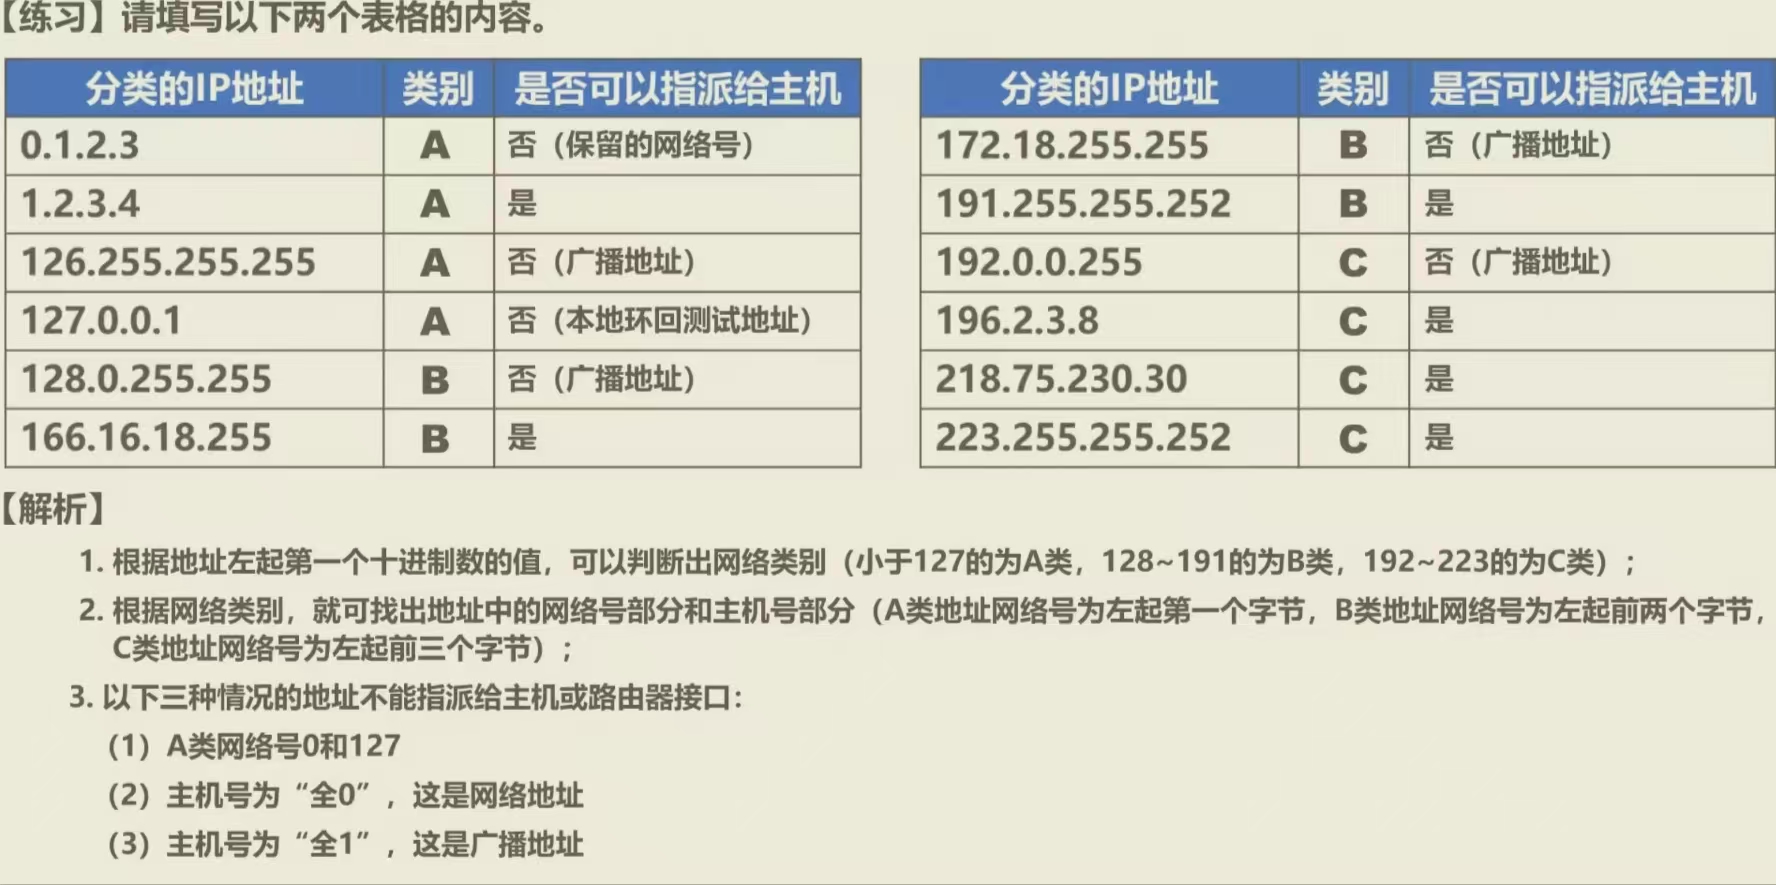 【练习】请填写以下两个表格的内容。
分类的IP地址 类别 是否可以指派给主机
0.1.2.3 A 否（保留的网络号）
1.2.3.4 A 是
126.255.255.255 A 否（广播地址）
127.0.0.1 A 否（本地环回测试地址）
128.0.255.255 B 否（广播地址）
166.16.18.255 B 是
分类的IP地址 类别 是否可以指派给主机
172.18.255.255 B 否（广播地址）
191.255.255.252 B 是
192.0.0.255 C 否（广播地址）
196.2.3.8 C 是
218.75.230.30 C 是
223.255.255.252 C 是
【解析】
1. 根据地址左起第一个十进制数的值，可以判断出网络类别（小于127的为A类，128~191的为B类，192~223的为C类）；
2. 根据网络类别，就可找出地址中的网络号部分和主机号部分（A类地址网络号为左起第一个字节，B类地址网络号为左起前两个字节，
C类地址网络号为左起前三个字节）；
3. 以下三种情况的地址不能指派给主机或路由器接口：
（1）A类网络号0和127
（2）主机号为“全0”，这是网络地址
（3）主机号为“全1”，这是广播地址